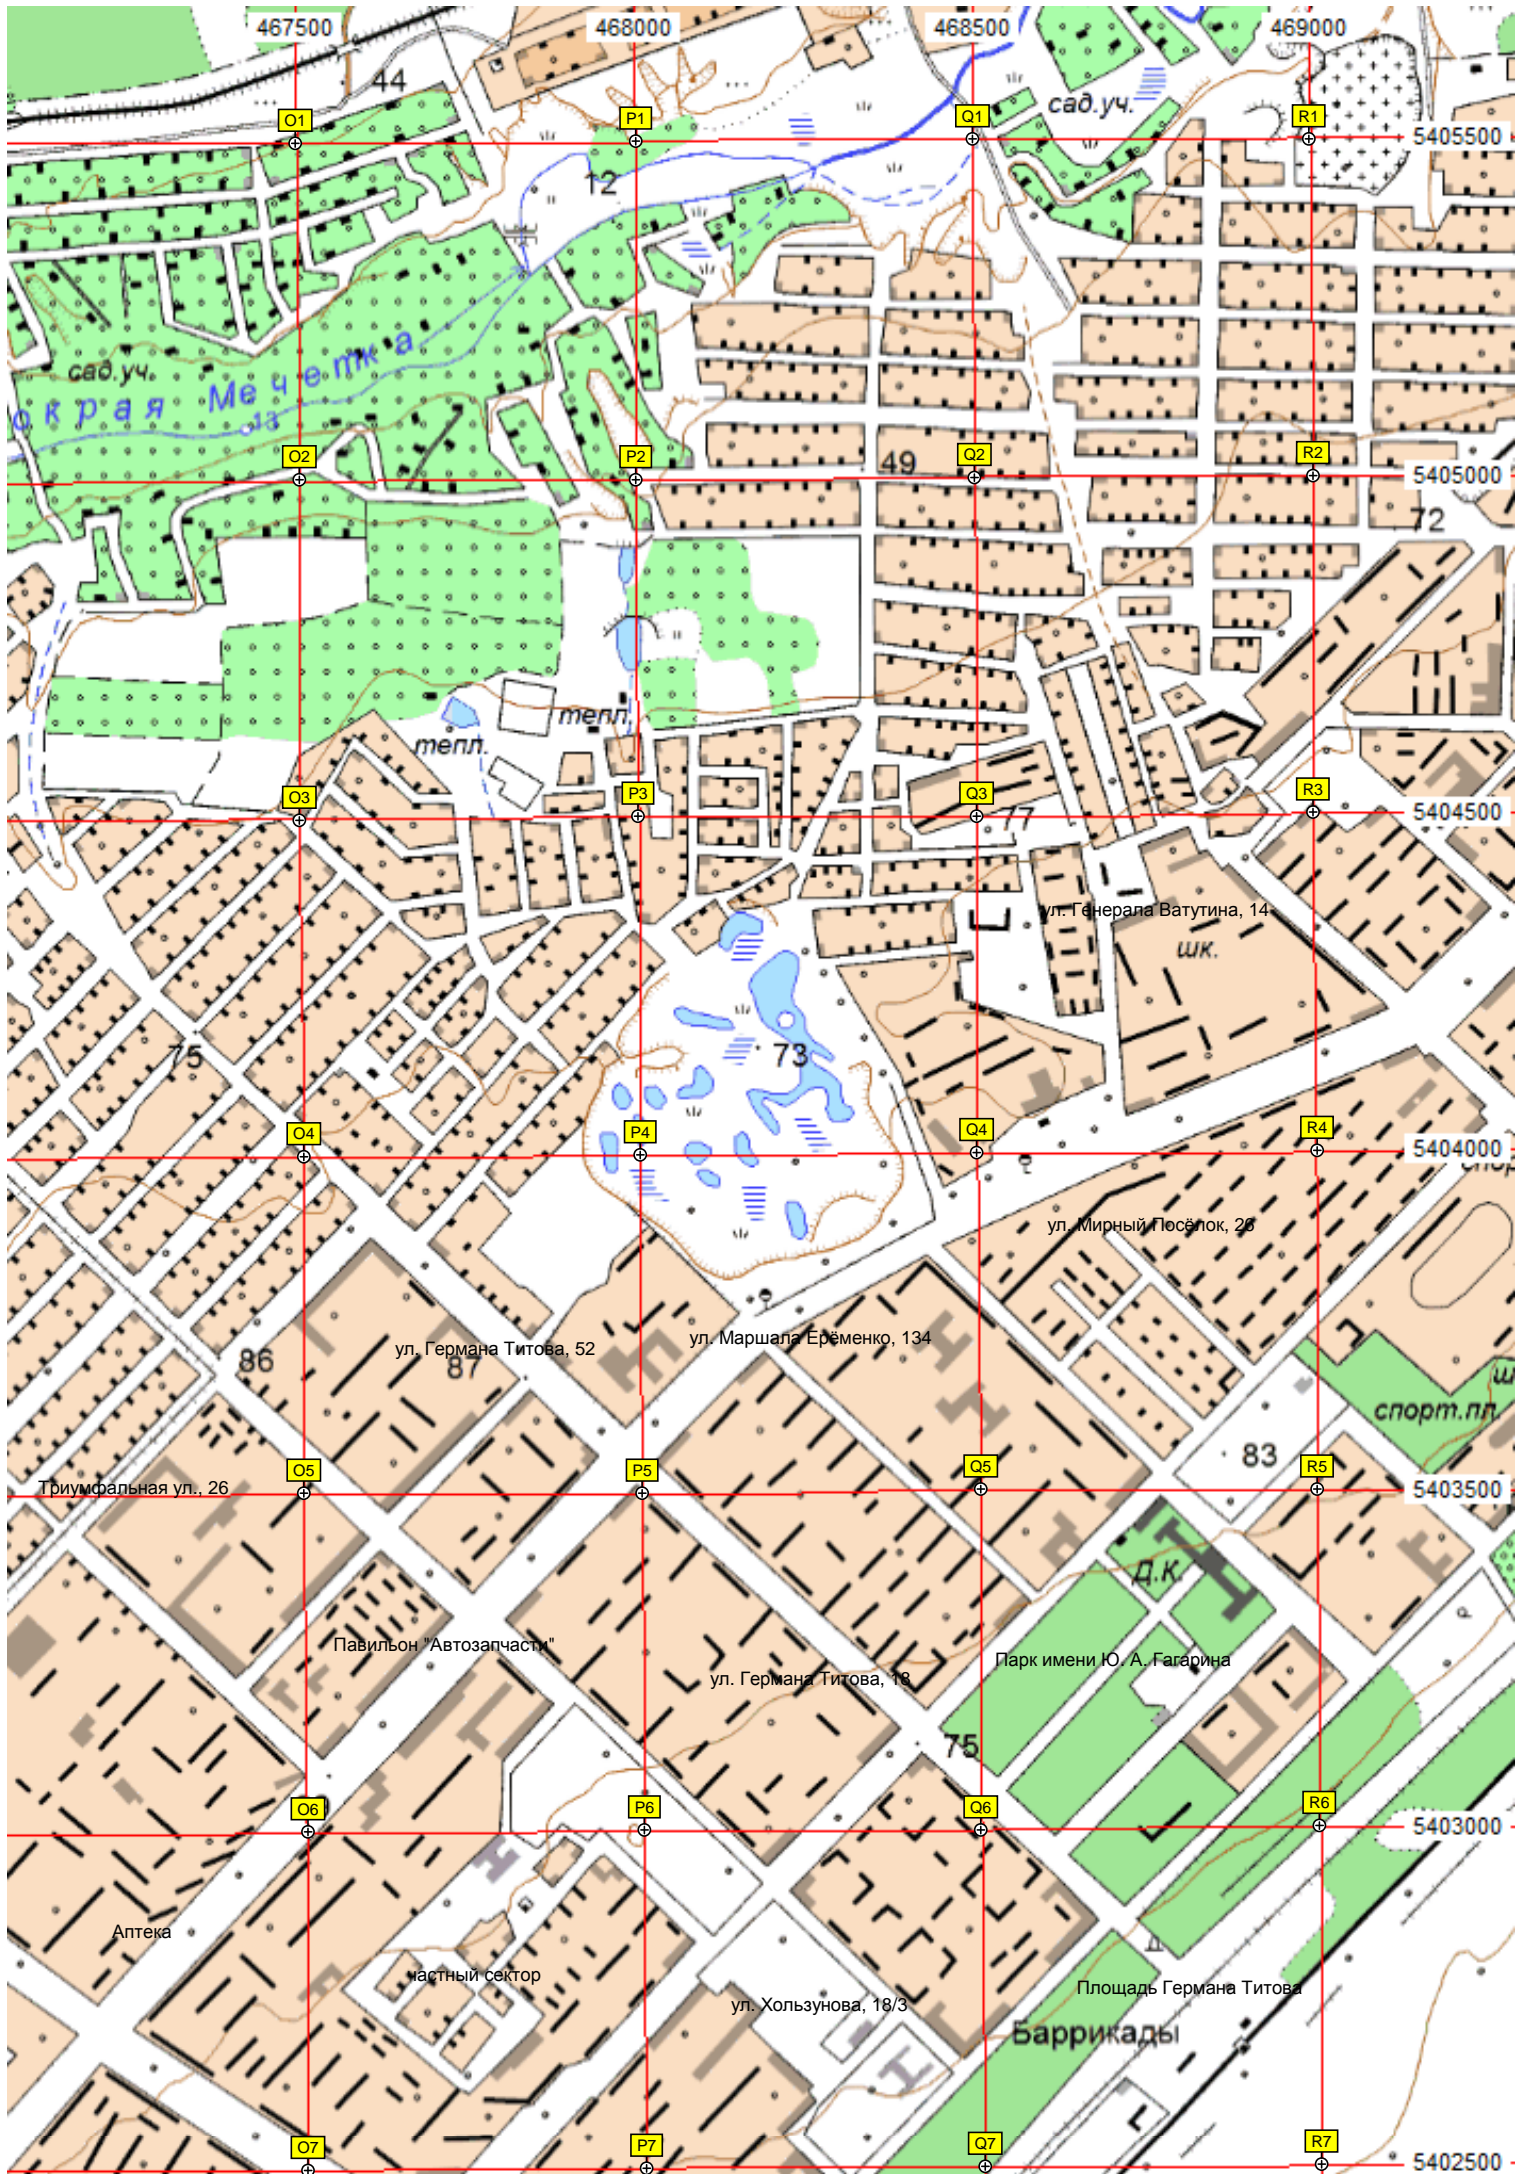 467500 468000 468500 469000
44
сад.уч.
O1 P1 Q1 R1 5405500
12
сад.уч.
окрая Мечетка
13
O2 P2 49 Q2 R2 5405000
72
тепл.
тепл.
O3 P3 Q3 R3 5404500
77
ул. Генерала Ватутина, 14
шк.
75
73
O4 P4 Q4 R4 5404000
спор
ул. Мирный Посёлок, 26
ул. Германа Титова, 52
ул. Маршала Ерёменко, 134
86
87
ш
спорт.пл.
83
O5 P5 Q5 R5 5403500
Триумфальная ул., 26
Д.К.
Павильон "Автозапчасти"
Парк имени Ю. А. Гагарина
ул. Германа Титова, 18
75
O6 P6 Q6 R6 5403000
Аптека
частный сектор
Площадь Германа Титова
ул. Хользунова, 18/3
Баррикады
O7 P7 Q7 R7 5402500